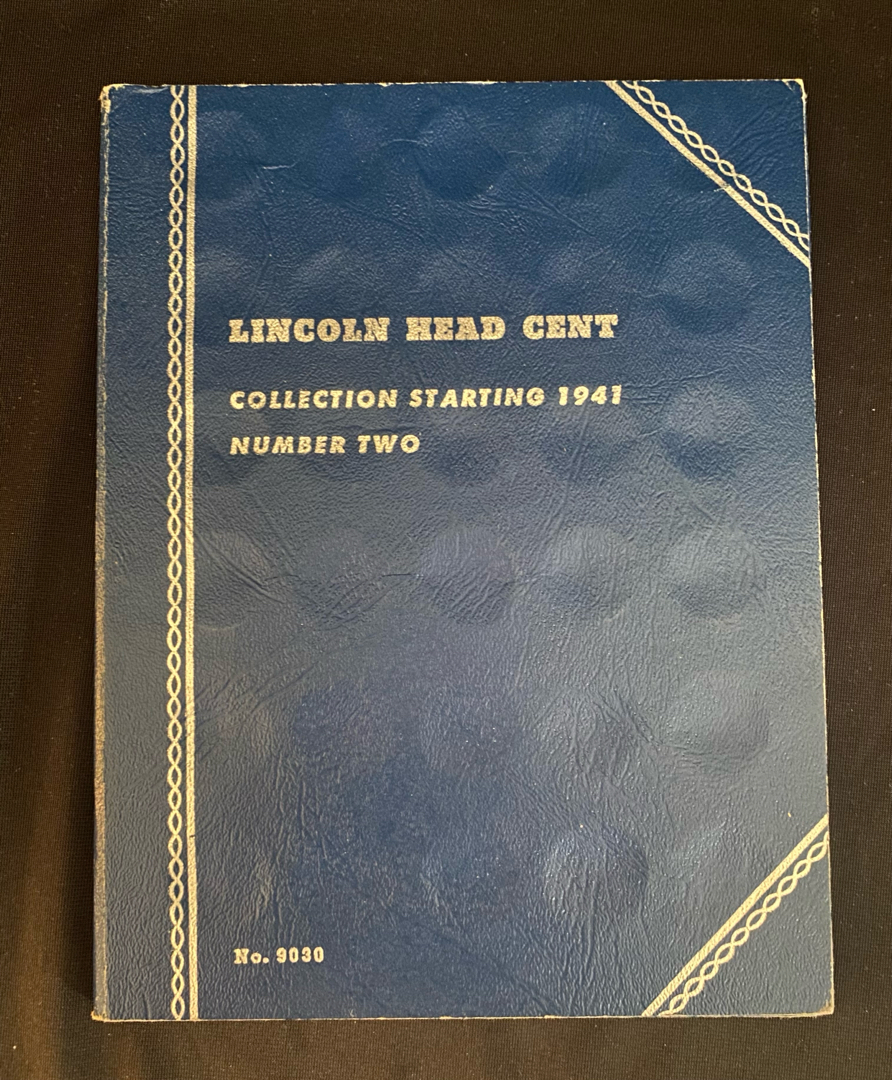 LINCOLN HEAD CENT
COLLECTION STARTING 1941
NUMBER TWO
No. 9030